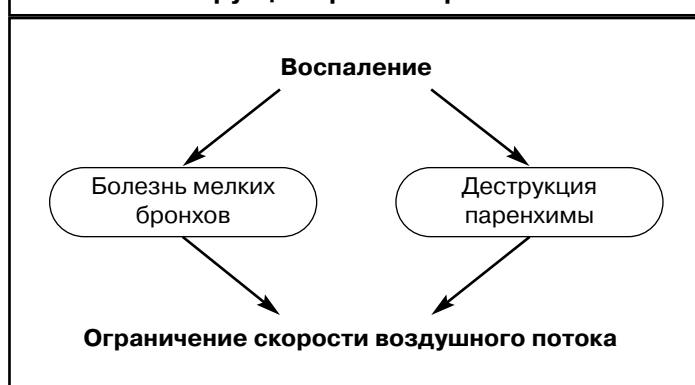 Воспаление
Болезнь мелких
бронхов
Деструкция
паренхимы
Ограничение скорости воздушного потока